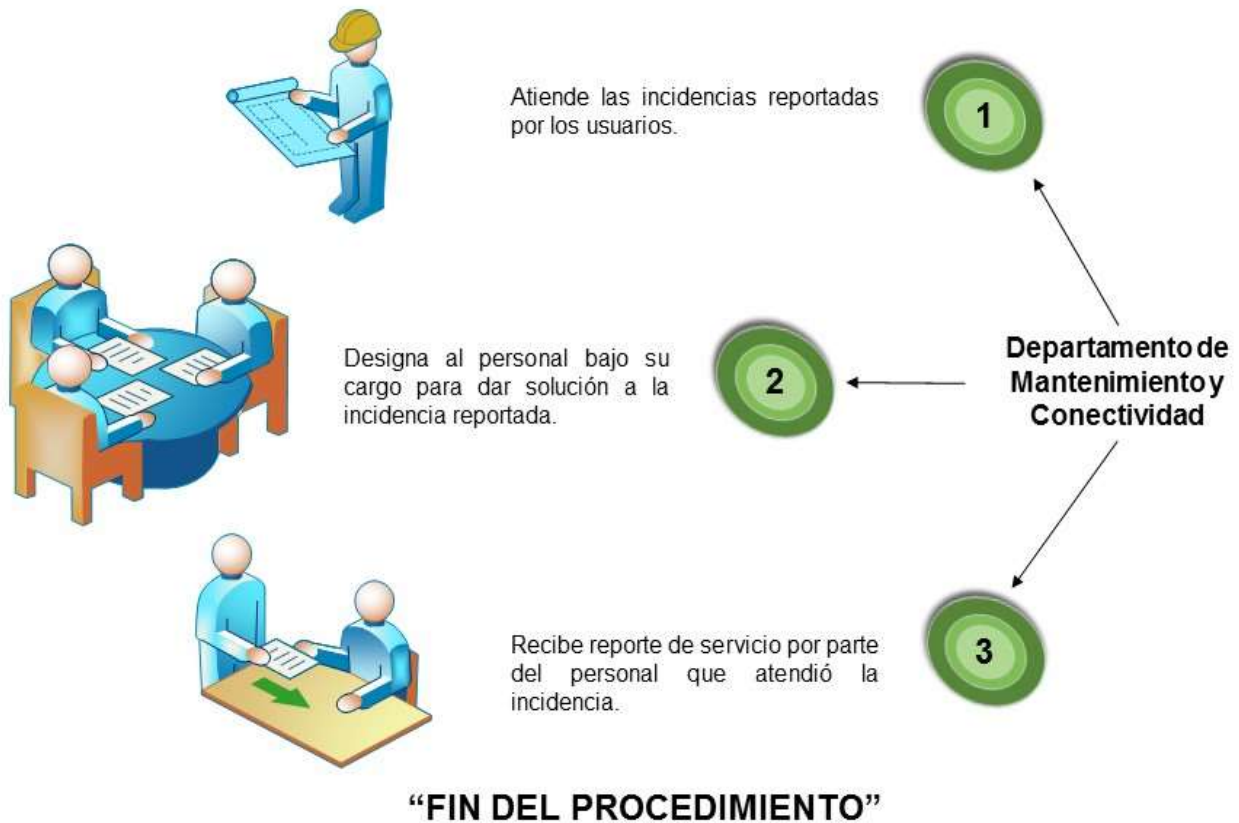 Atiende las incidencias reportadas
por los usuarios.
1
Designa al personal bajo su
cargo para dar solución a la
incidencia reportada.
2
Departamento de
Mantenimiento y
Conectividad
Recibe reporte de servicio por parte
del personal que atendió la
incidencia.
3
“FIN DEL PROCEDIMIENTO”